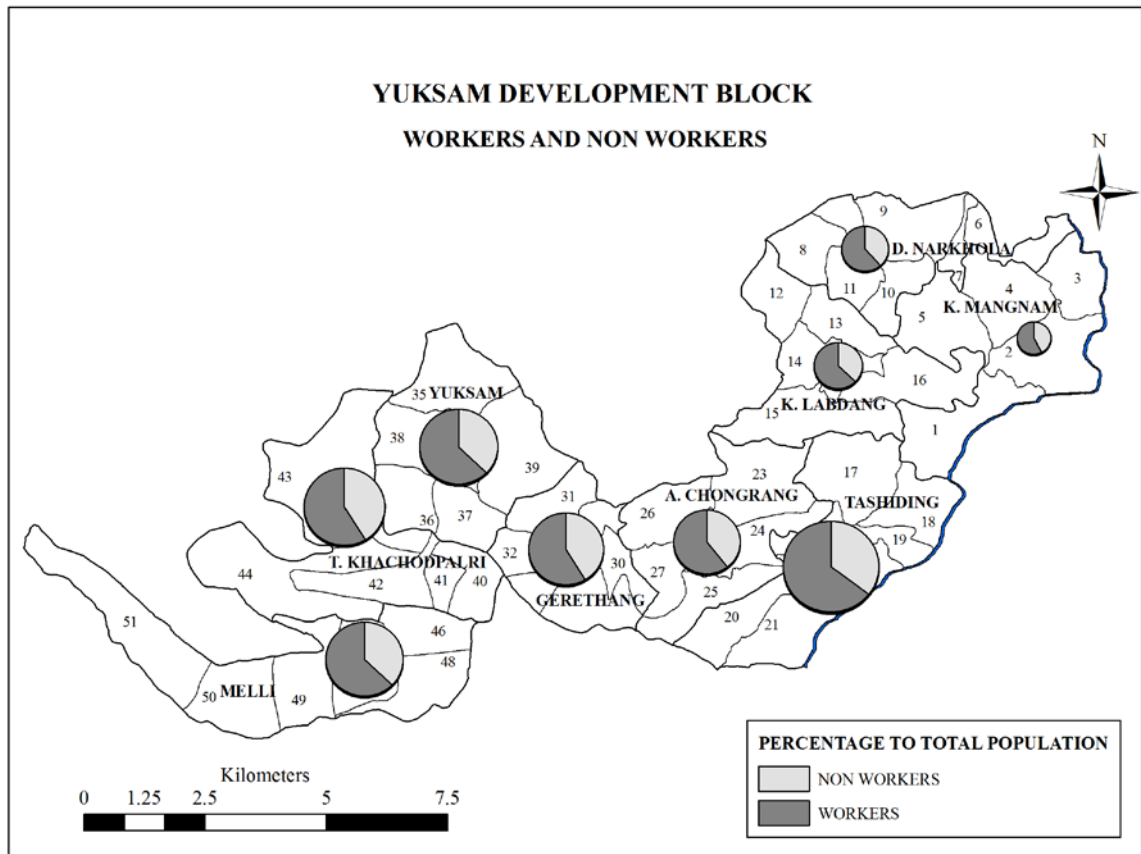 YUKSAM DEVELOPMENT BLOCK
WORKERS AND NON WORKERS
N
9
6
8
D. NARKHOLA
3
7
4
12
11
10
K. MANGNAM
5
13
2
14
16
35
YUKSAM
K. LABDANG
15
1
38
43
39
23
17
31
A. CHONGRANG
TASHIDING
26
36
37
24
18
32
19
T. KHACHODPALRI
30
27
44
42
41
40
25
GERETHANG
20
21
51
46
48
50
MELLI
49
PERCENTAGE TO TOTAL POPULATION
NON WORKERS
WORKERS
Kilometers
0 1.25 2.5 5 7.5